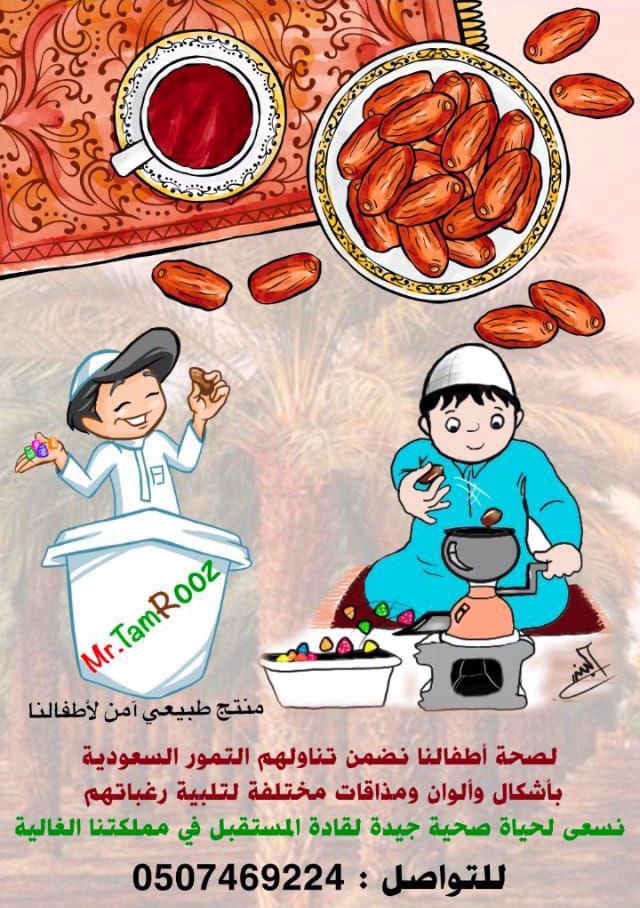 Mr.TamRooz
منتج طبيعي آمن لأطفالنا
لصحة أطفالنا نضمن تناولهم التمور السعودية
بأشكال وألوان ومذاقات مختلفة لتلبية رغباتهم
نسعى لحياة صحية جيدة لقادة المستقبل في مملكتنا الغالية
للتواصل : 0507469224